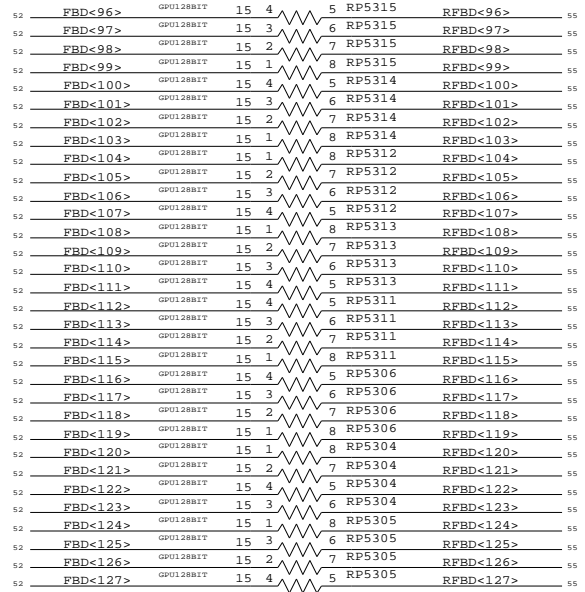 52 FBD<96> GPU128BIT 15 4 5 RP5315 RFBD<96> 55
52 FBD<97> GPU128BIT 15 3 6 RP5315 RFBD<97> 55
52 FBD<98> GPU128BIT 15 2 7 RP5315 RFBD<98> 55
52 FBD<99> GPU128BIT 15 1 8 RP5315 RFBD<99> 55
52 FBD<100> GPU128BIT 15 4 5 RP5314 RFBD<100> 55
52 FBD<101> GPU128BIT 15 3 6 RP5314 RFBD<101> 55
52 FBD<102> GPU128BIT 15 2 7 RP5314 RFBD<102> 55
52 FBD<103> GPU128BIT 15 1 8 RP5314 RFBD<103> 55
52 FBD<104> GPU128BIT 15 1 8 RP5312 RFBD<104> 55
52 FBD<105> GPU128BIT 15 2 7 RP5312 RFBD<105> 55
52 FBD<106> GPU128BIT 15 3 6 RP5312 RFBD<106> 55
52 FBD<107> GPU128BIT 15 4 5 RP5312 RFBD<107> 55
52 FBD<108> GPU128BIT 15 1 8 RP5313 RFBD<108> 55
52 FBD<109> GPU128BIT 15 2 7 RP5313 RFBD<109> 55
52 FBD<110> GPU128BIT 15 3 6 RP5313 RFBD<110> 55
52 FBD<111> GPU128BIT 15 4 5 RP5313 RFBD<111> 55
52 FBD<112> GPU128BIT 15 4 5 RP5311 RFBD<112> 55
52 FBD<113> GPU128BIT 15 3 6 RP5311 RFBD<113> 55
52 FBD<114> GPU128BIT 15 2 7 RP5311 RFBD<114> 55
52 FBD<115> GPU128BIT 15 1 8 RP5311 RFBD<115> 55
52 FBD<116> GPU128BIT 15 4 5 RP5306 RFBD<116> 55
52 FBD<117> GPU128BIT 15 3 6 RP5306 RFBD<117> 55
52 FBD<118> GPU128BIT 15 2 7 RP5306 RFBD<118> 55
52 FBD<119> GPU128BIT 15 1 8 RP5306 RFBD<119> 55
52 FBD<120> GPU128BIT 15 1 8 RP5304 RFBD<120> 55
52 FBD<121> GPU128BIT 15 2 7 RP5304 RFBD<121> 55
52 FBD<122> GPU128BIT 15 4 5 RP5304 RFBD<122> 55
52 FBD<123> GPU128BIT 15 3 6 RP5304 RFBD<123> 55
52 FBD<124> GPU128BIT 15 1 8 RP5305 RFBD<124> 55
52 FBD<125> GPU128BIT 15 3 6 RP5305 RFBD<125> 55
52 FBD<126> GPU128BIT 15 2 7 RP5305 RFBD<126> 55
52 FBD<127> GPU128BIT 15 4 5 RP5305 RFBD<127> 55